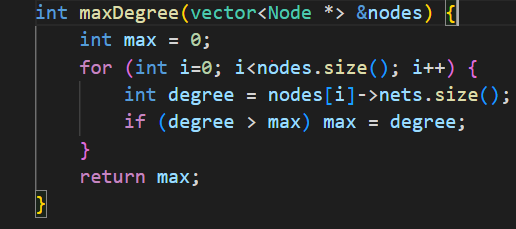 int maxDegree(vector<Node *> &nodes) {
    int max = 0;
    for (int i=0; i<nodes.size(); i++) {
        int degree = nodes[i]->nets.size();
        if (degree > max) max = degree;
    }
    return max;
}